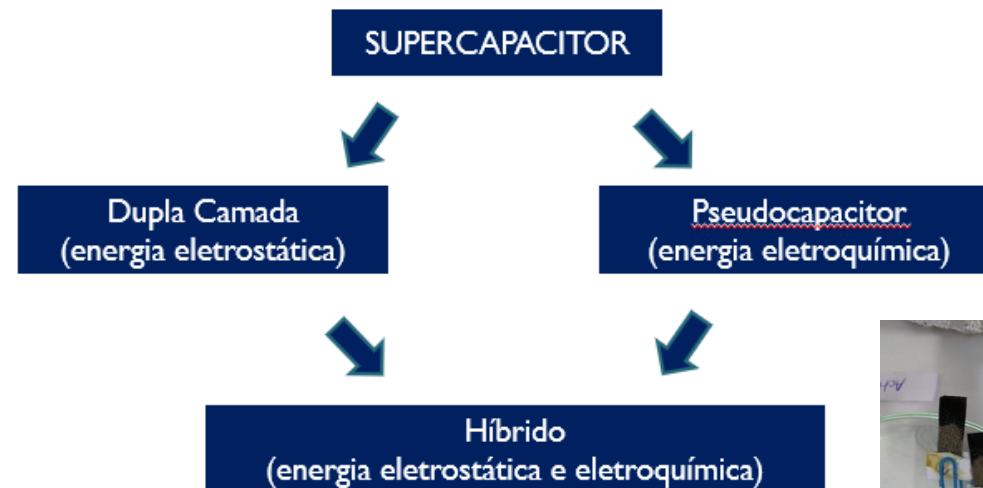 SUPERCAPACITOR
Dupla Camada
(energia eletrostática)
Pseudocapacitor
(energia eletroquímica)
Híbrido
(energia eletrostática e eletroquímica)